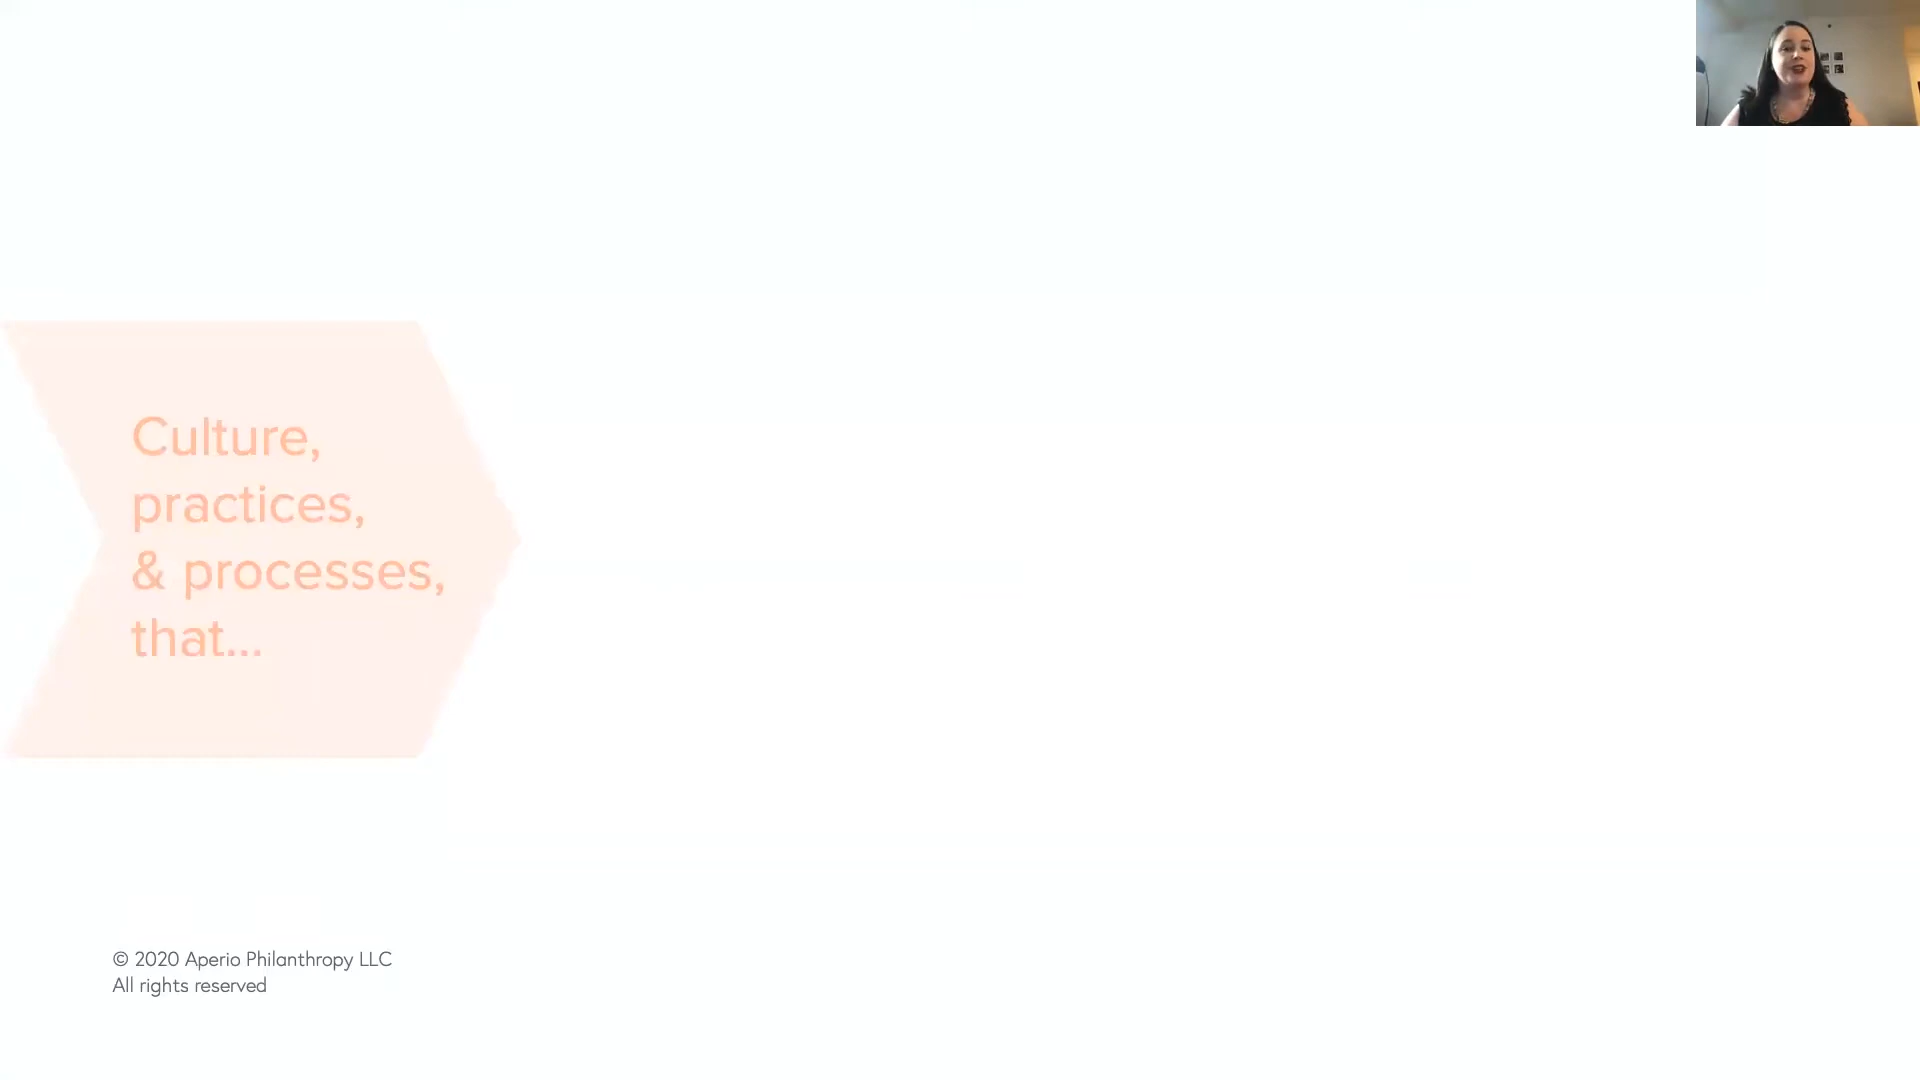 Culture,
practices,
& processes,
that...
© 2020 Aperio Philanthropy LLC
All rights reserved